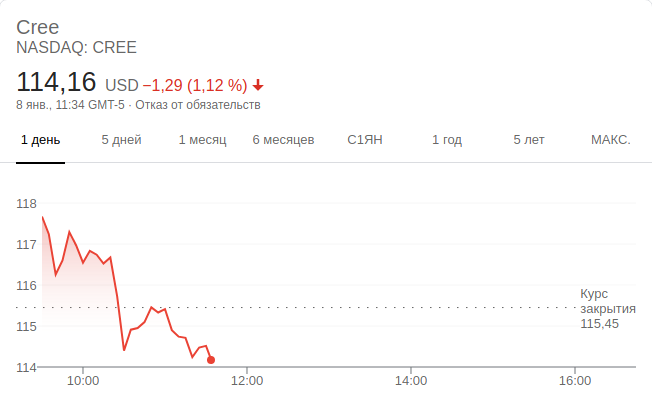 Cree
NASDAQ: CREE
114,16 USD −1,29 (1,12 %)
8 янв., 11:34 GMT-5 · Отказ от обязательств
1 день 5 дней 1 месяц 6 месяцев С1ЯН 1 год 5 лет МАКС.
118
117
116
Курс
закрытия
115,45
115
114
10:00 12:00 14:00 16:00